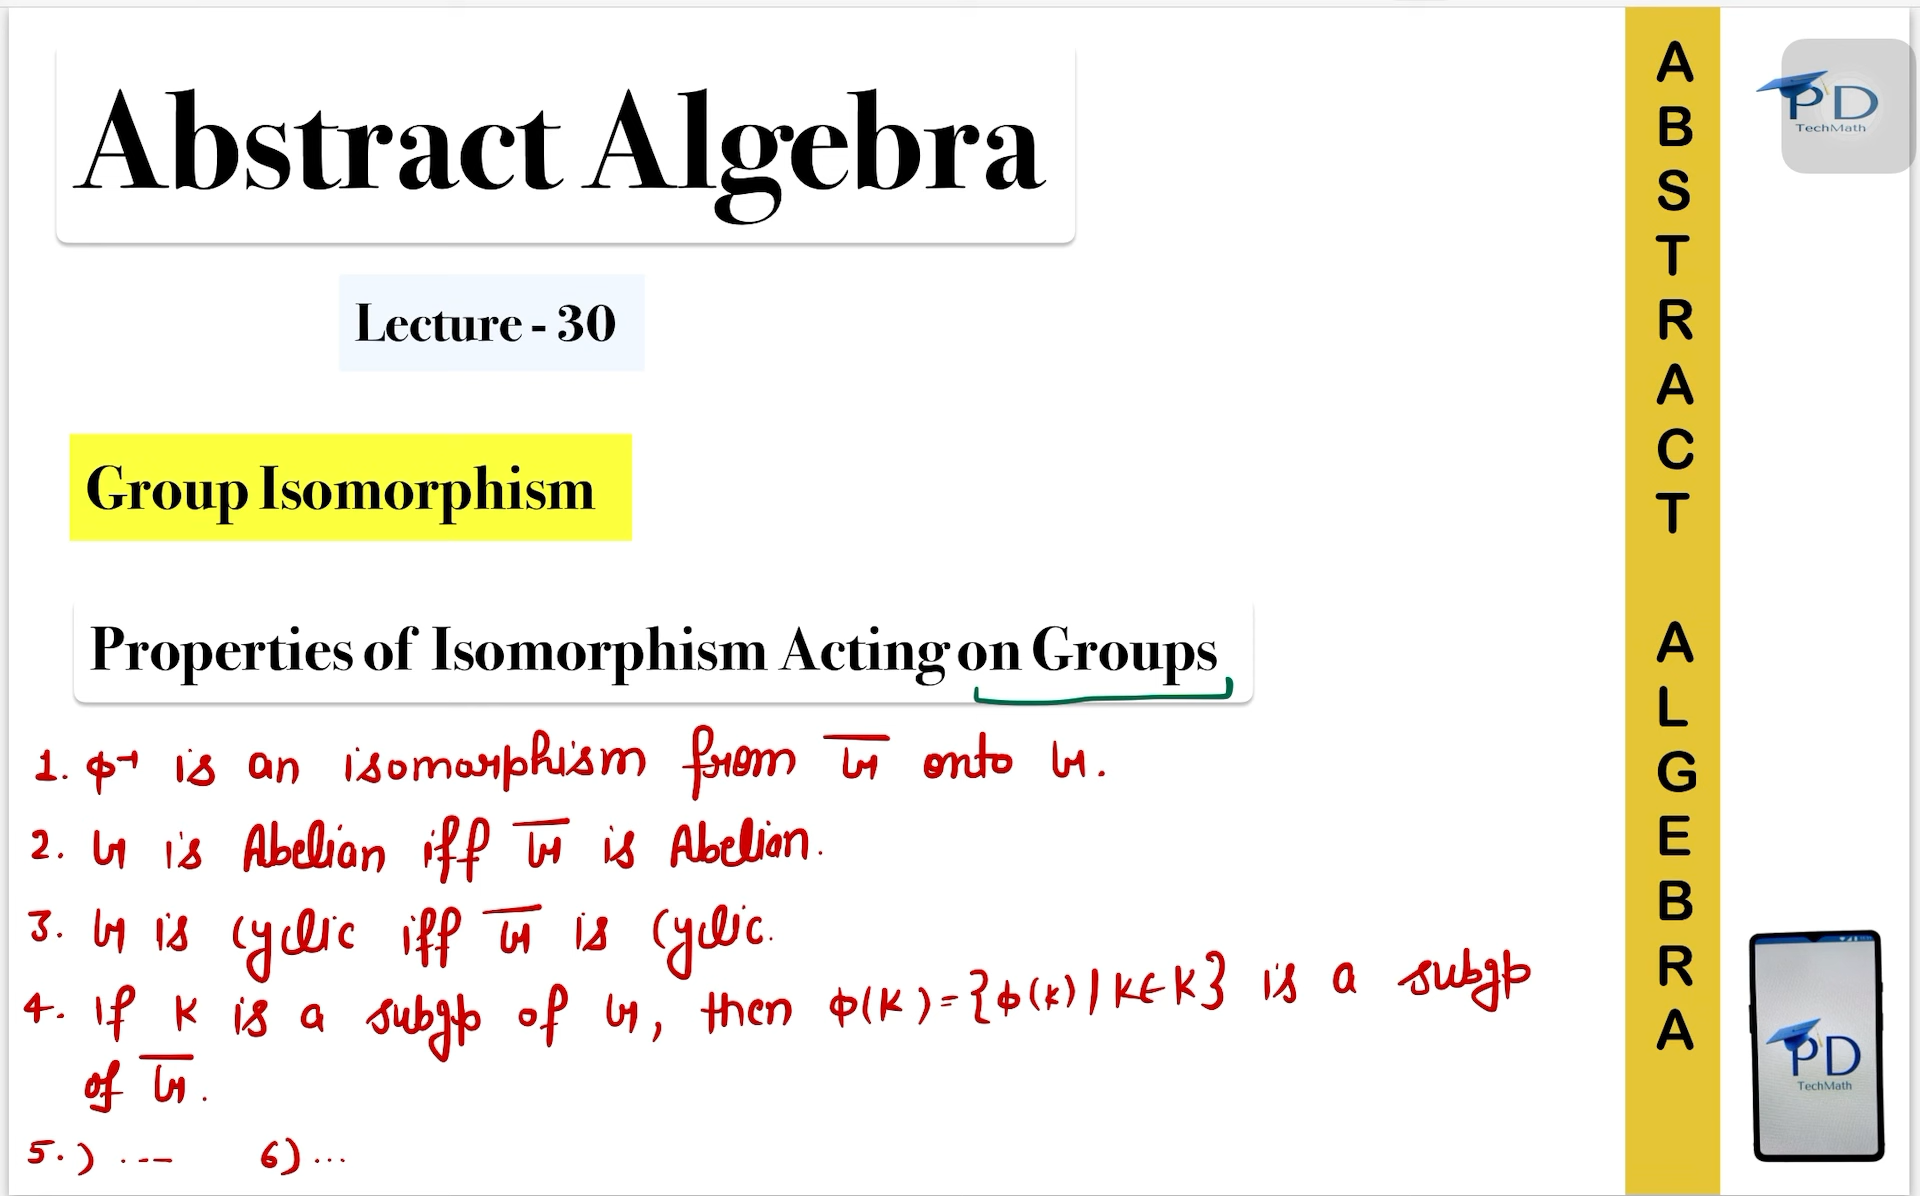 Abstract Algebra
Lecture - 30
Group Isomorphism
Properties of Isomorphism Acting on Groups
1. ϕ⁻¹ is an isomorphism from G̅ onto G.
2. G is Abelian iff G̅ is Abelian.
3. G is Cyclic iff G̅ is Cyclic.
4. If K is a subgp of G, then ϕ(K) = {ϕ(k) | k ∈ K} is a subgp
of G̅.
5.) ... 6) ...
ABSTRACT ALGEBRA
PD
TechMath
PD
TechMath